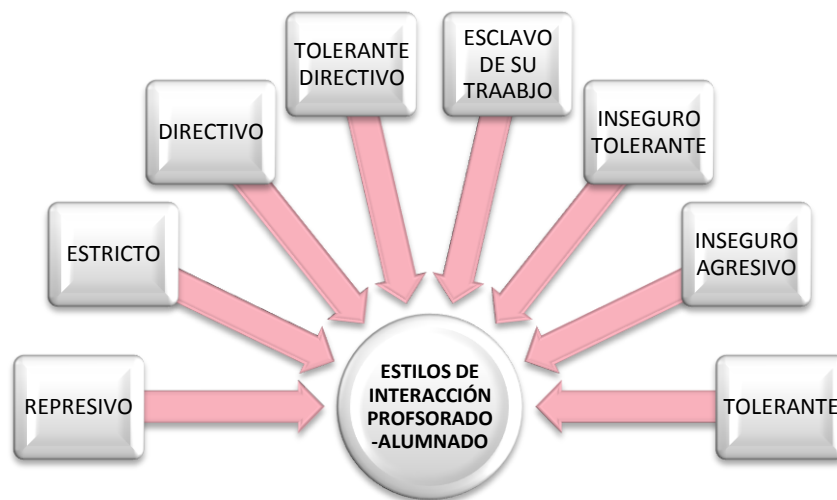 REPRESIVO
ESTRICTO
DIRECTIVO
TOLERANTE
DIRECTIVO
ESCLAVO
DE SU
TRAABJO
INSEGURO
TOLERANTE
INSEGURO
AGRESIVO
TOLERANTE
ESTILOS DE
INTERACCIÓN
PROFSORADO
-ALUMNADO